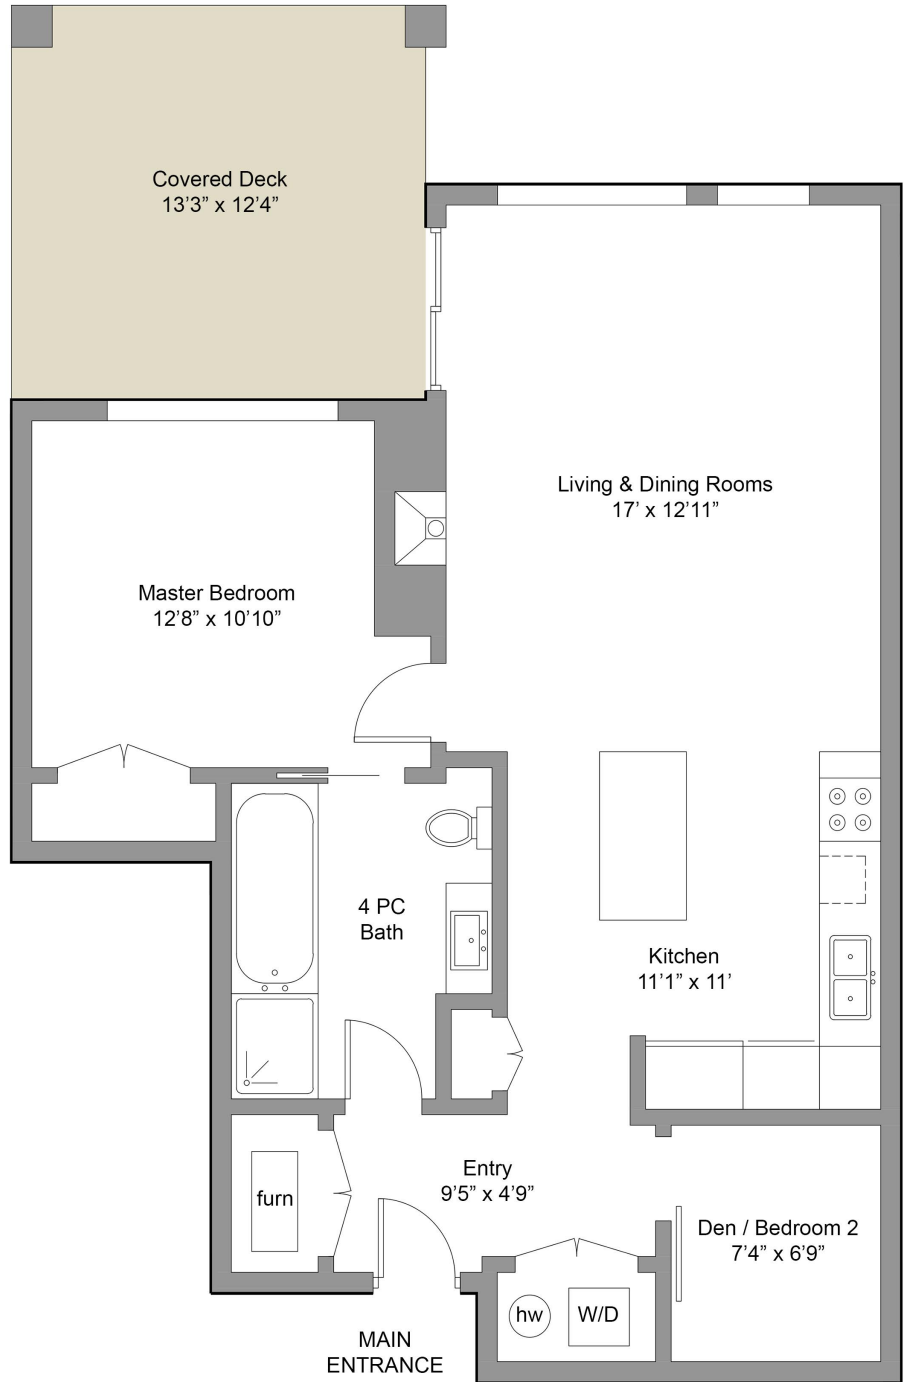 Covered Deck
13’3” x 12’4”
Living & Dining Rooms
17’ x 12’11”
Master Bedroom
12’8” x 10’10”
4 PC
Bath
Kitchen
11’1” x 11’
Entry
9’5” x 4’9”
furn
Den / Bedroom 2
7’4” x 6’9”
hw
W/D
MAIN
ENTRANCE